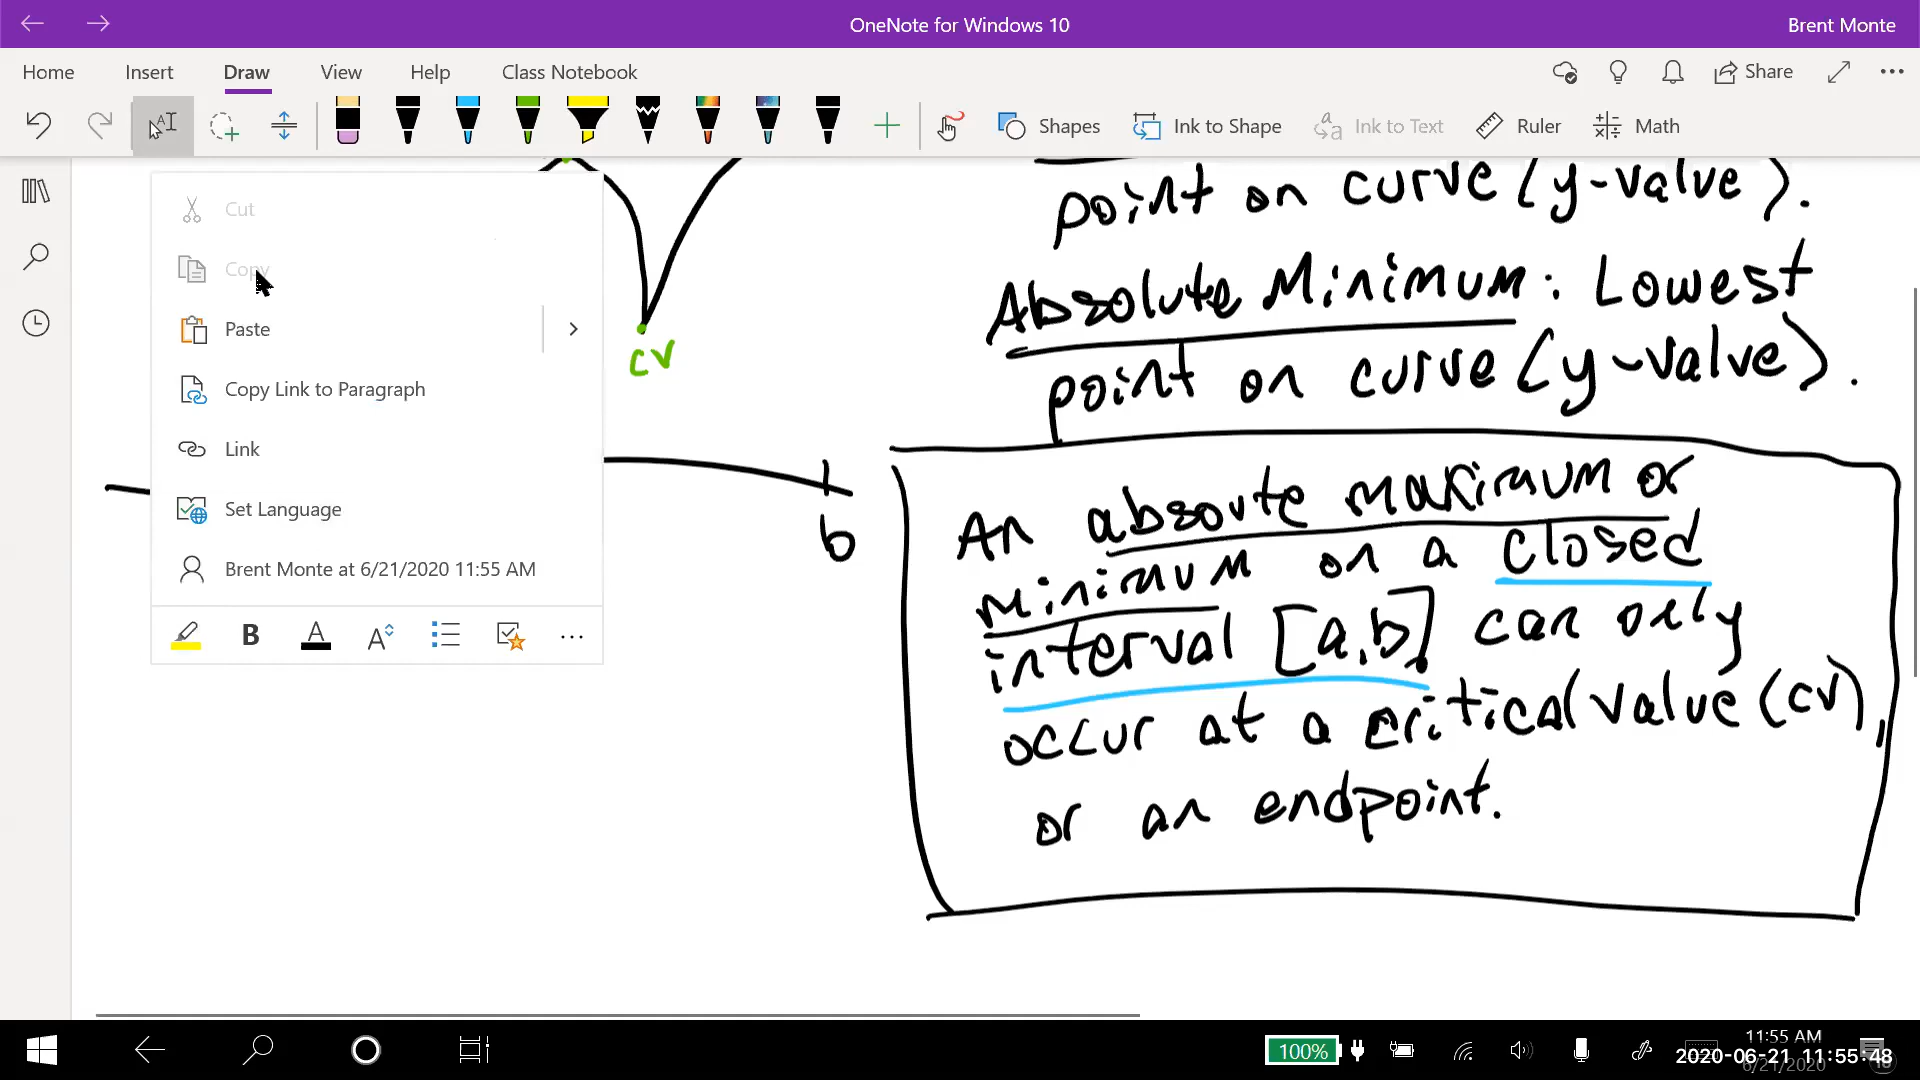 OneNote for Windows 10
Brent Monte
Home Insert Draw View Help Class Notebook
Share
Shapes Ink to Shape Ink to Text Ruler Math
Cut
Copy
Paste
Copy Link to Paragraph
Link
Set Language
Brent Monte at 6/21/2020 11:55 AM
B A A
cv
b
point on curve (y-value).
Absolute Minimum: Lowest
point on curve (y-value).
An absoute maximum or
minimum on a closed
interval [a,b] can only
occur at a critical value (cv),
or an endpoint.
100%
11:55 AM
2020-06-21 11:55:48
6/21/2020